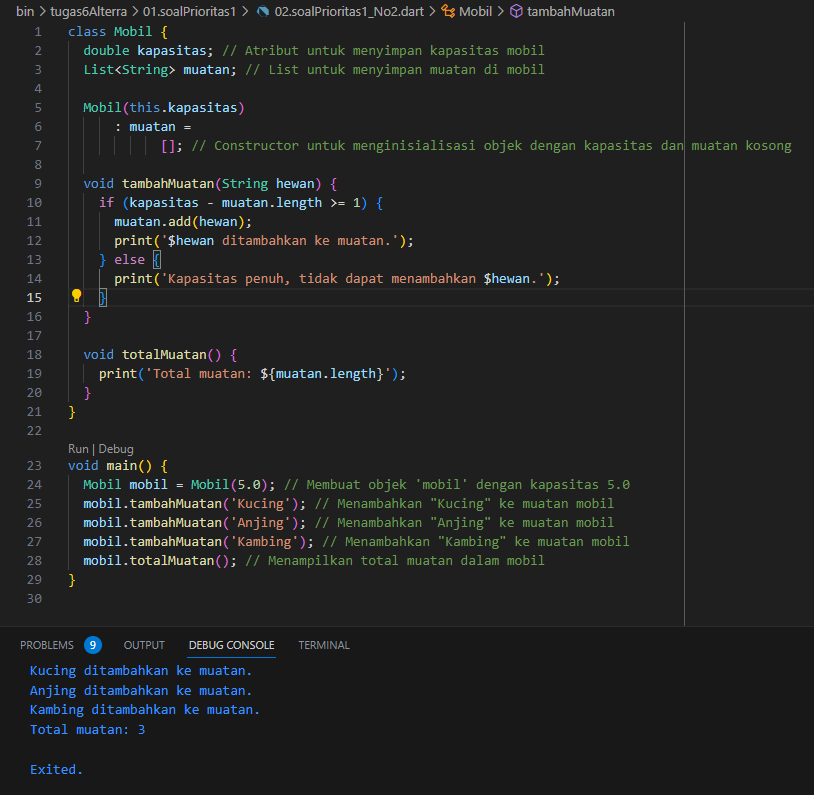 bin > tugas6Alterra > 01.soalPrioritas1 > 02.soalPrioritas1_No2.dart > Mobil > tambahMuatan
1 class Mobil {
2 double kapasitas; // Atribut untuk menyimpan kapasitas mobil
3 List<String> muatan; // List untuk menyimpan muatan di mobil
4
5 Mobil(this.kapasitas)
6 : muatan =
7 []; // Constructor untuk menginisialisasi objek dengan kapasitas dan muatan kosong
8
9 void tambahMuatan(String hewan) {
10 if (kapasitas - muatan.length >= 1) {
11 muatan.add(hewan);
12 print('$hewan ditambahkan ke muatan.');
13 } else {
14 print('Kapasitas penuh, tidak dapat menambahkan $hewan.');
15 }
16 }
17
18 void totalMuatan() {
19 print('Total muatan: ${muatan.length}');
20 }
21 }
22
Run | Debug
23 void main() {
24 Mobil mobil = Mobil(5.0); // Membuat objek 'mobil' dengan kapasitas 5.0
25 mobil.tambahMuatan('Kucing'); // Menambahkan "Kucing" ke muatan mobil
26 mobil.tambahMuatan('Anjing'); // Menambahkan "Anjing" ke muatan mobil
27 mobil.tambahMuatan('Kambing'); // Menambahkan "Kambing" ke muatan mobil
28 mobil.totalMuatan(); // Menampilkan total muatan dalam mobil
29 }
30
PROBLEMS 9 OUTPUT DEBUG CONSOLE TERMINAL
Kucing ditambahkan ke muatan.
Anjing ditambahkan ke muatan.
Kambing ditambahkan ke muatan.
Total muatan: 3
Exited.